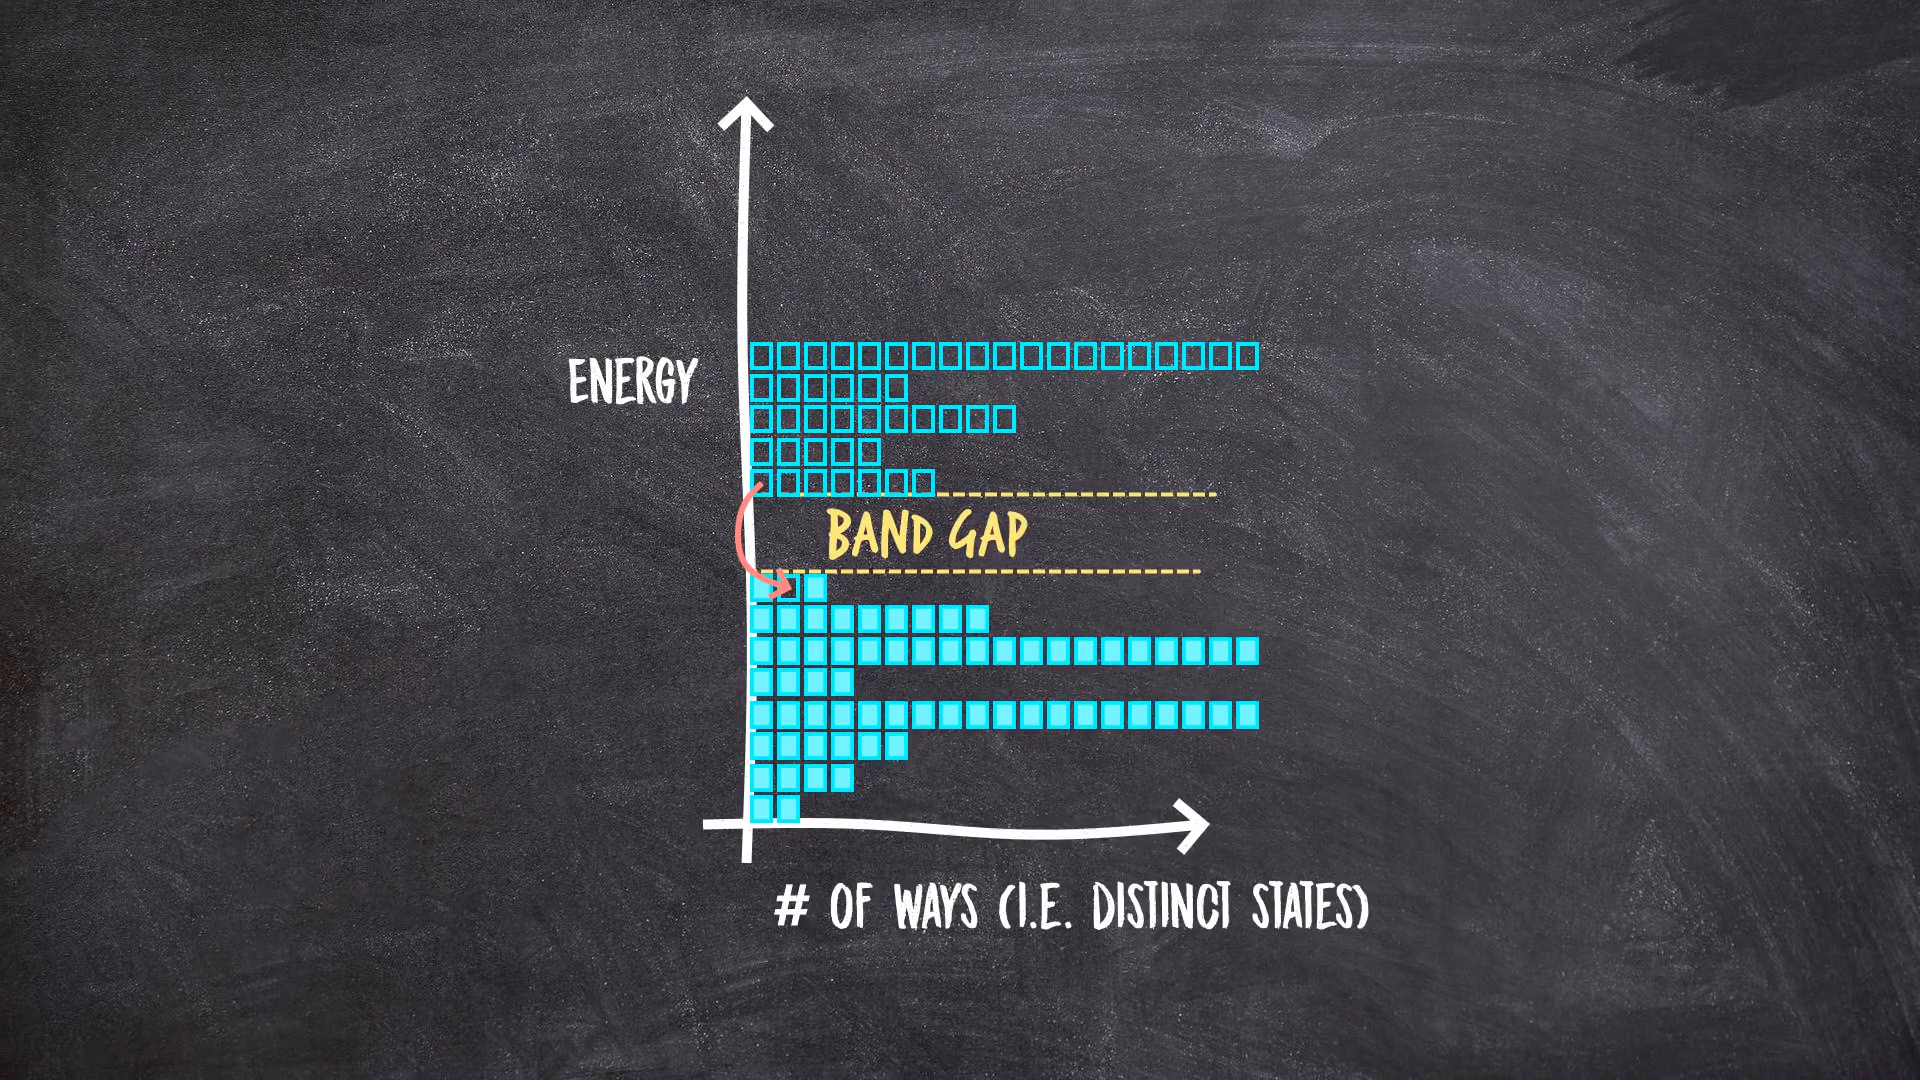 ENERGY
BAND GAP
# OF WAYS (I.E. DISTINCT STATES)